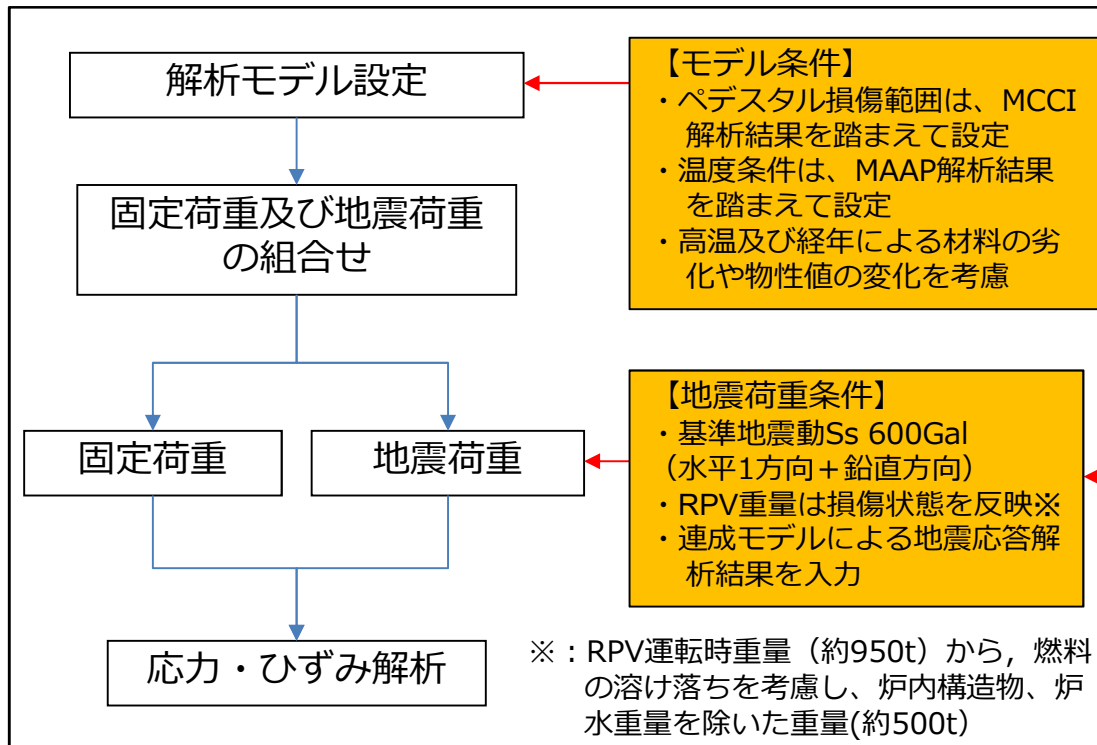 解析モデル設定
固定荷重及び地震荷重
の組合せ
固定荷重
地震荷重
応力・ひずみ解析
【モデル条件】
・ペデスタル損傷範囲は、MCCI
解析結果を踏まえて設定
・温度条件は、MAAP解析結果
を踏まえて設定
・高温及び経年による材料の劣
化や物性値の変化を考慮
【地震荷重条件】
・基準地震動Ss 600Gal
（水平1方向＋鉛直方向）
・RPV重量は損傷状態を反映※
・連成モデルによる地震応答解
析結果を入力
※：RPV運転時重量（約950t）から，燃料
の溶け落ちを考慮し、炉内構造物、炉
水重量を除いた重量(約500t）